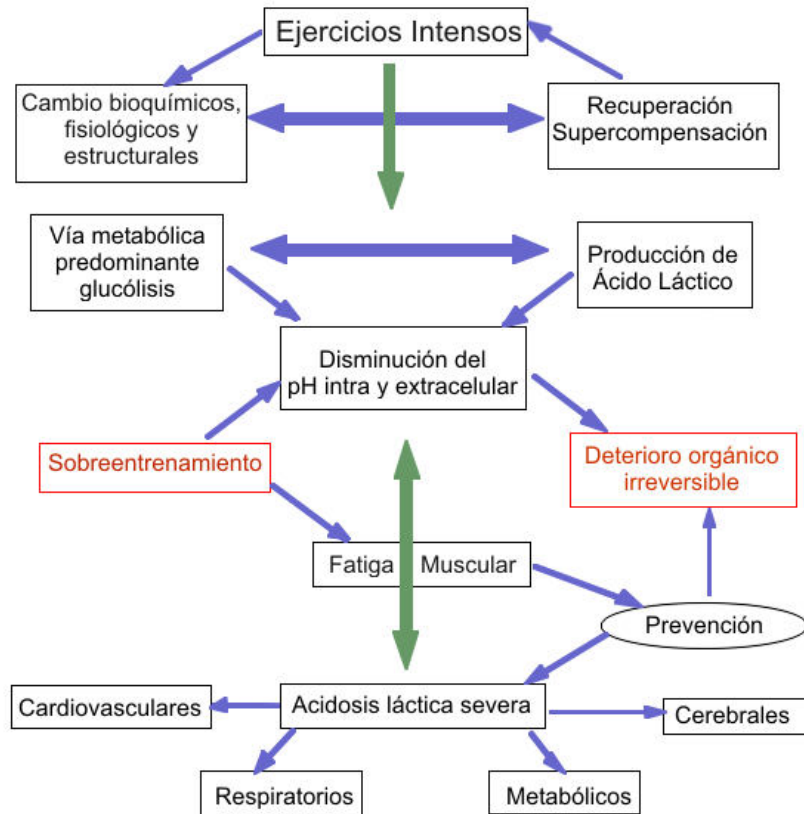 Ejercicios Intensos
Cambio bioquímicos,
fisiológicos y
estructurales
Recuperación
Supercompensación
Vía metabólica
predominante
glucólisis
Producción de
Ácido Láctico
Disminución del
pH intra y extracelular
Sobreentrenamiento
Deterioro orgánico
irreversible
Fatiga Muscular
Prevención
Cardiovasculares
Acidosis láctica severa
Cerebrales
Respiratorios
Metabólicos